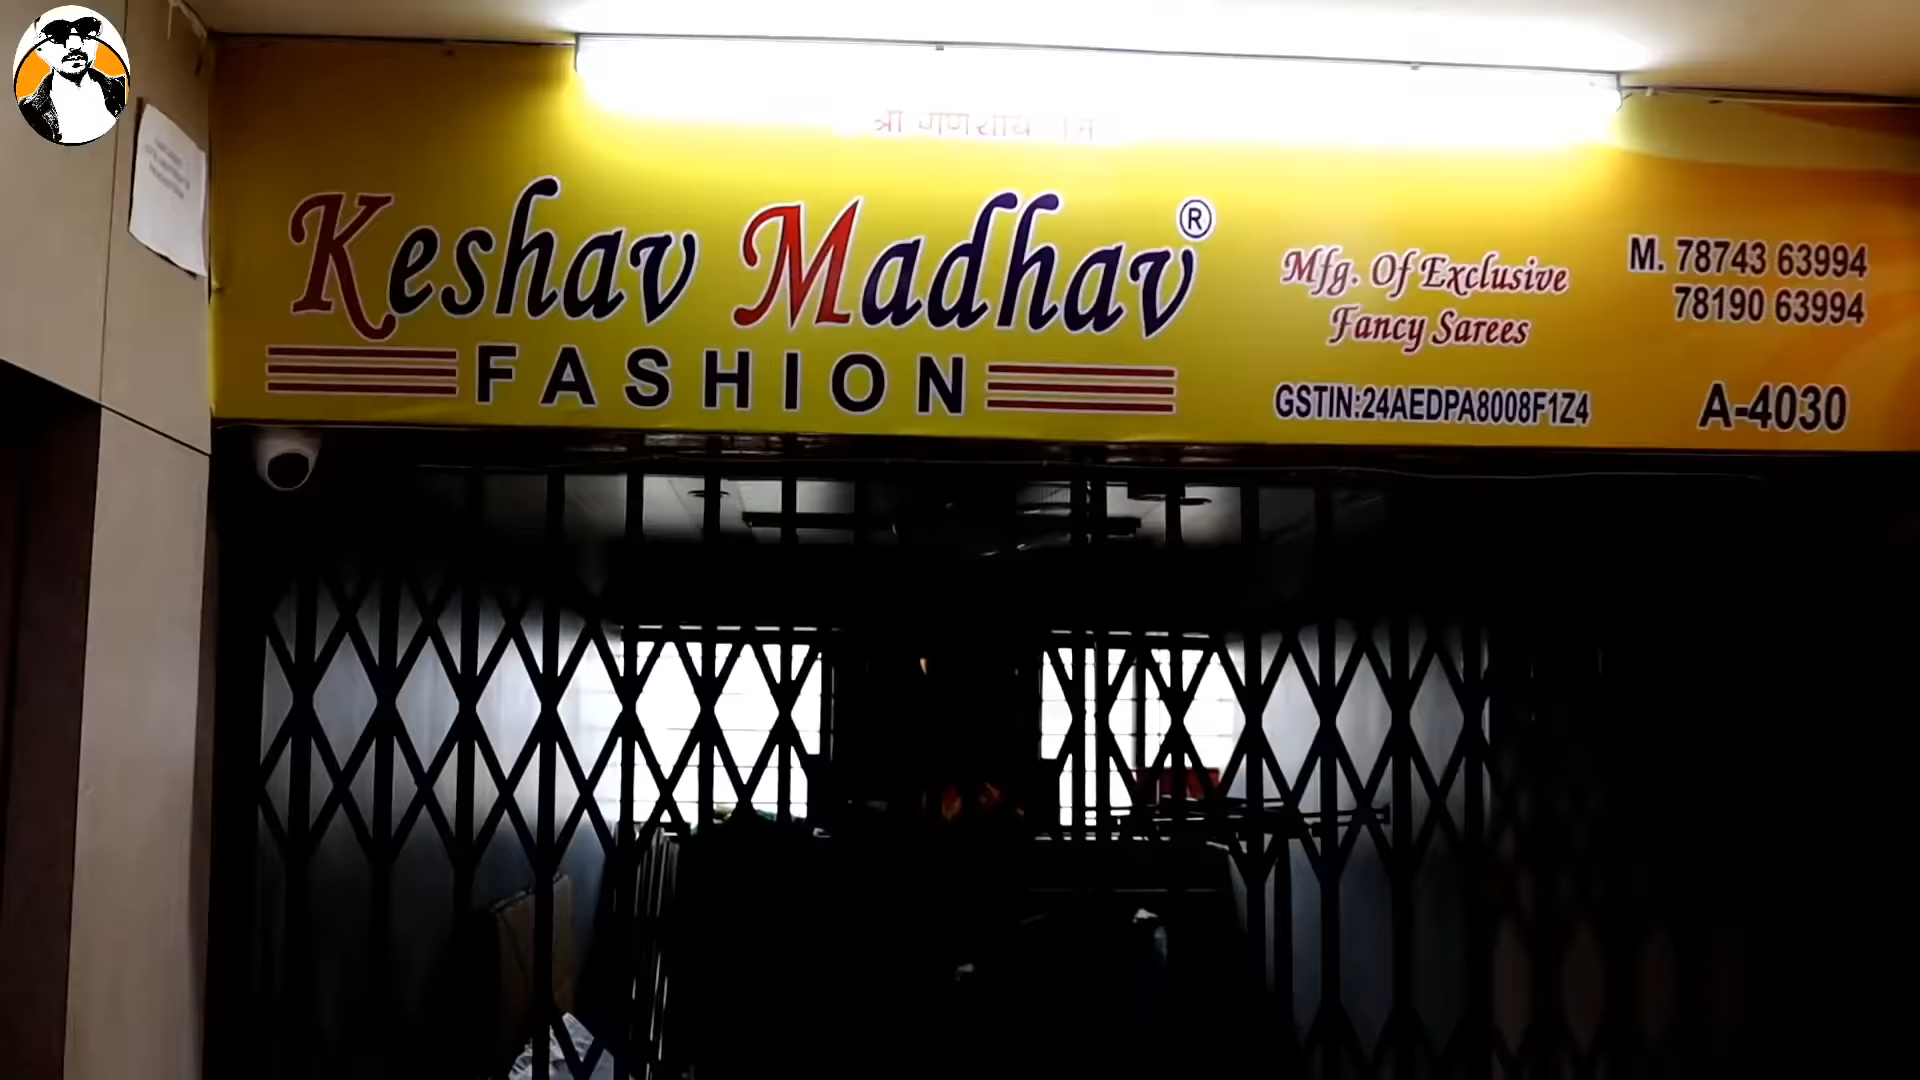 Keshav Madhav®
FASHION
Mfg. Of Exclusive
Fancy Sarees
GSTIN:24AEDPA8008F1Z4
M. 78743 63994
78190 63994
A-4030